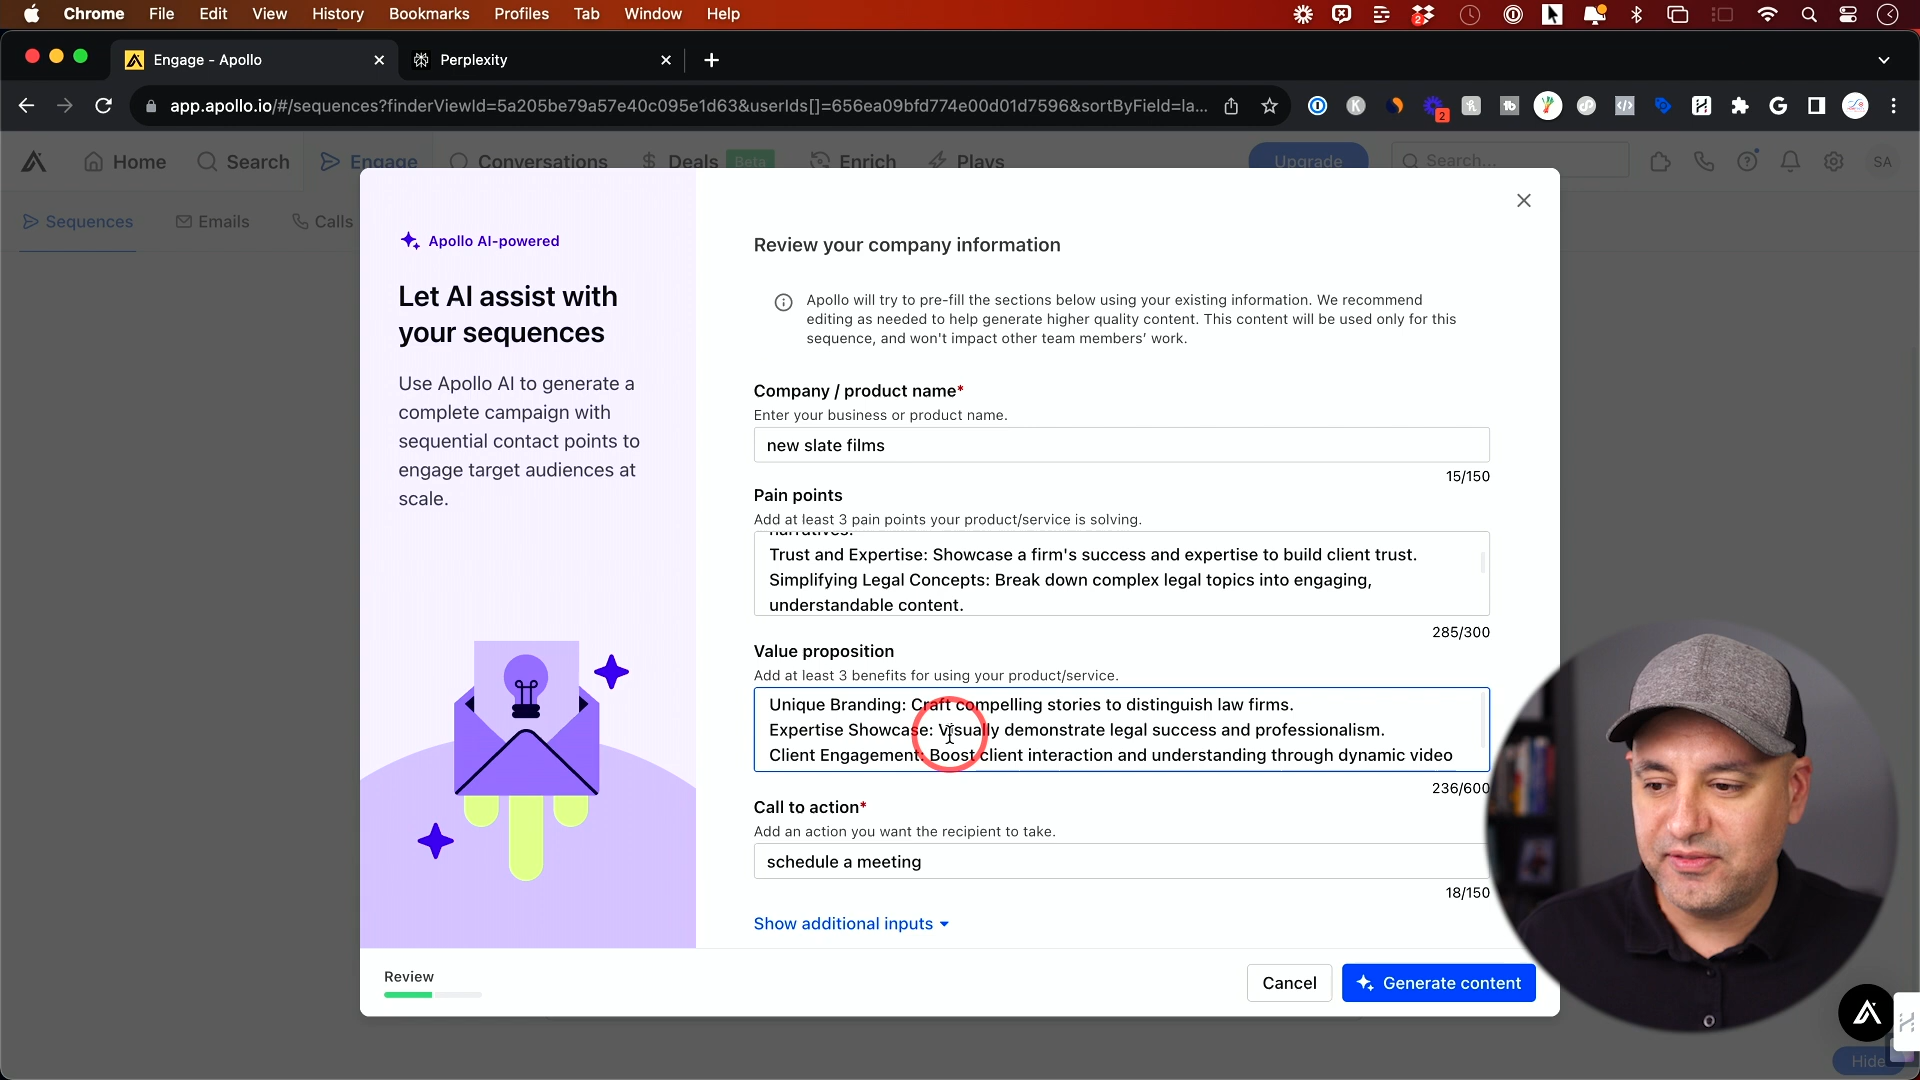 Chrome File Edit View History Bookmarks Profiles Tab Window Help
2
Engage - Apollo
Perplexity
app.apollo.io/#/sequences?finderViewId=5a205be79a57e40c095e1d63&userIds[]=656ea09bfd774e00d01d7596&sortByField=la...
2
Home Search Engage Conversations Deals Beta Enrich Plays Upgrade Search... SA
Sequences Emails Calls
Apollo AI-powered
Let AI assist with
your sequences
Use Apollo AI to generate a
complete campaign with
sequential contact points to
engage target audiences at
scale.
Review your company information
Apollo will try to pre-fill the sections below using your existing information. We recommend
editing as needed to help generate higher quality content. This content will be used only for this
sequence, and won't impact other team members' work.
Company / product name*
Enter your business or product name.
new slate films
15/150
Pain points
Add at least 3 pain points your product/service is solving.
narratives.
Trust and Expertise: Showcase a firm's success and expertise to build client trust.
Simplifying Legal Concepts: Break down complex legal topics into engaging,
understandable content.
285/300
Value proposition
Add at least 3 benefits for using your product/service.
Unique Branding: Craft compelling stories to distinguish law firms.
Expertise Showcase: Visually demonstrate legal success and professionalism.
Client Engagement: Boost client interaction and understanding through dynamic video
236/600
Call to action*
Add an action you want the recipient to take.
schedule a meeting
18/150
Show additional inputs
Review
Cancel
Generate content
Hide